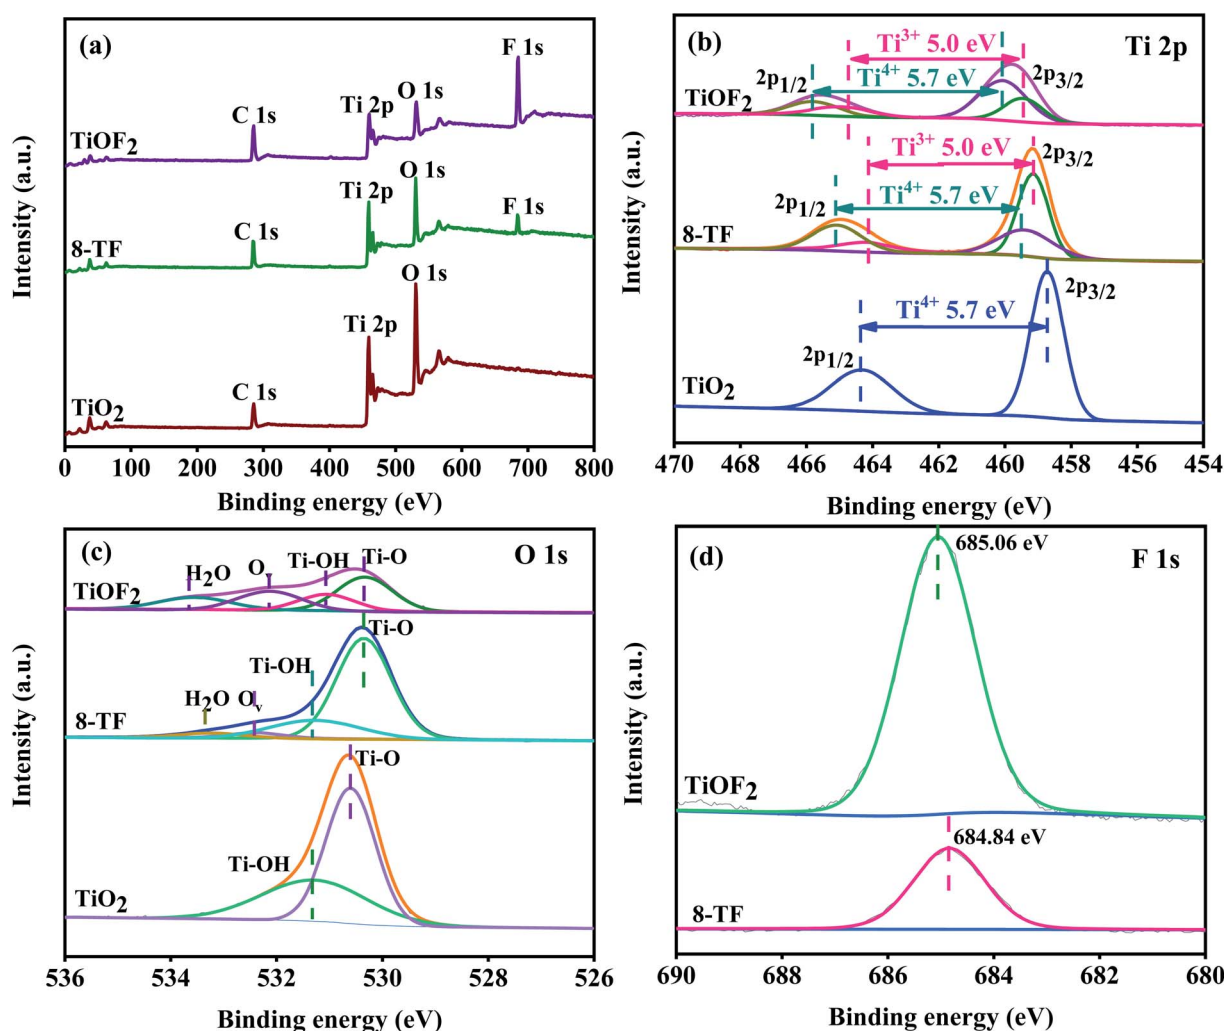 (a)
F 1s
O 1s
Ti 2p
C 1s
TiOF2
O 1s
Ti 2p
F 1s
C 1s
8-TF
O 1s
Ti 2p
C 1s
TiO2
Intensity (a.u.)
0 100 200 300 400 500 600 700 800
Binding energy (eV)
(b)
Ti 2p
Ti3+ 5.0 eV
2p1/2
Ti4+ 5.7 eV
2p3/2
TiOF2
Ti3+ 5.0 eV
2p3/2
Ti4+ 5.7 eV
2p1/2
8-TF
2p3/2
Ti4+ 5.7 eV
2p1/2
TiO2
Intensity (a.u.)
470 468 466 464 462 460 458 456 454
Binding energy (eV)
(c)
O 1s
H2O Ov Ti-OH Ti-O
TiOF2
Ti-O
Ti-OH
H2O Ov
8-TF
Ti-O
Ti-OH
TiO2
Intensity (a.u.)
536 534 532 530 528 526
Binding energy (eV)
(d)
685.06 eV
F 1s
TiOF2
684.84 eV
8-TF
Intensity (a.u.)
690 688 686 684 682 680
Binding energy (eV)